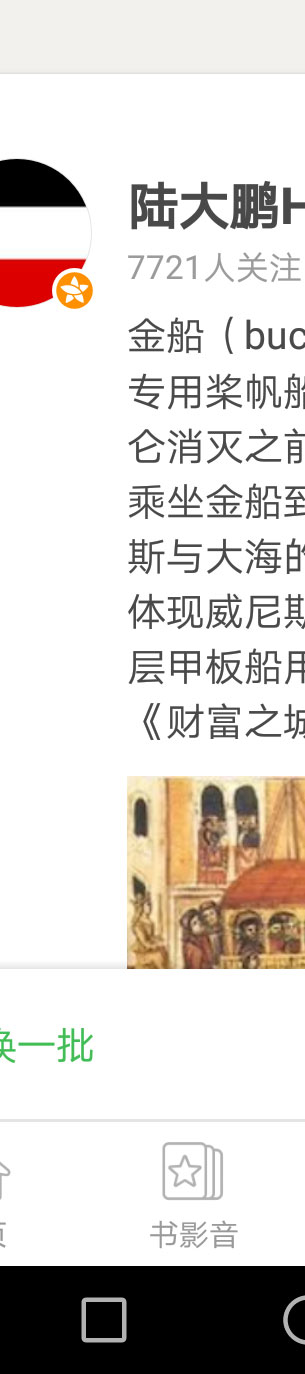 陆大鹏H
7721人关注
金船（buc
专用桨帆船
仑消灭之前
乘坐金船到
斯与大海的
体现威尼斯
层甲板船用
《财富之城
换一批
页
书影音